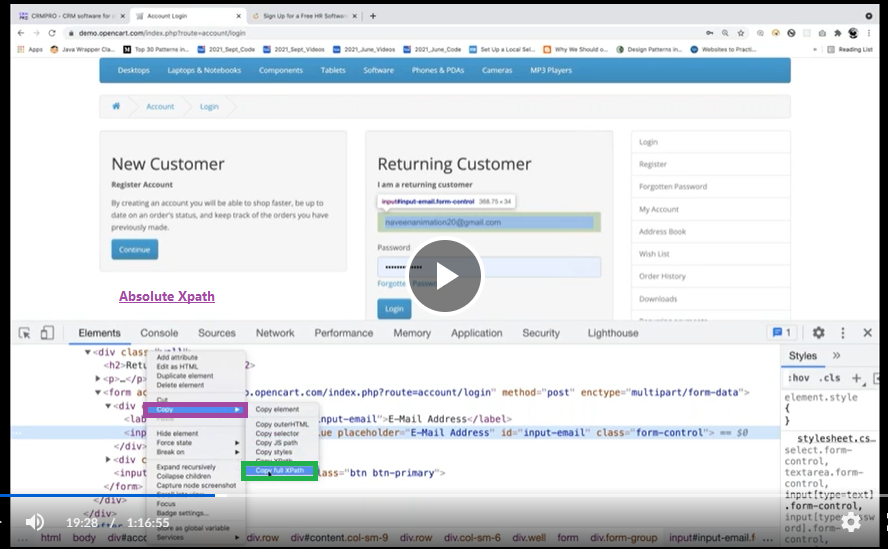 CRMPRO - CRM software for s
Account Login
Sign Up for a Free HR Softwar
demo.opencart.com/index.php?route=account/login
Apps
Java Wrapper Cla...
Top 30 Patterns in...
2021_Sept_Code
2021_Sept_Videos
2021_June_Videos
2021_June_Code
Set Up a Local Sel...
Why We Should o...
Design Patterns in...
Websites to Practi...
»
Reading List
Desktops
Laptops & Notebooks
Components
Tablets
Software
Phones & PDAs
Cameras
MP3 Players
Account
Login
New Customer
Register Account
By creating an account you will be able to shop faster, be up to
date on an order's status, and keep track of the orders you have
previously made.
Continue
Absolute Xpath
Returning Customer
I am a returning customer
input#input-email.form-control
368.75 × 34
naveenanimation20@gmail.com
Password
Forgotte
Login
Login
Register
Forgotten Password
My Account
Address Book
Wish List
Order History
Downloads
Elements
Console
Sources
Network
Performance
Memory
Application
Security
Lighthouse
1
▼<div class="well">
<h2>Retu
2>
▶<p>…</p>
▼<form ac
o.opencart.com/index.php?route=account/login" method="post" enctype="multipart/form-data">
▼<div
<lab
nput-email">E-Mail Address</label>
<inp
lue placeholder="E-Mail Address" id="input-email" class="form-control"> == $0
</div>
▶<div
<input
lass="btn btn-primary">
</form>
</div>
</div>
Add attribute
Edit as HTML
Duplicate element
Delete element
Cut
Copy
Hide element
Force state
Break on
Expand recursively
Collapse children
Capture node screenshot
Focus
Badge settings...
Store as global variable
Services
Copy element
Copy outerHTML
Copy selector
Copy JS path
Copy styles
Copy XPath
Copy full XPath
Styles
»
:hov
.cls
element.style
{
}
stylesheet.cs…
select.form-
control,
textarea.form-
control,
input[type=text]
.form-control,
19:28 / 1:16:55
html
body
div#acco
div.row
div#content.col-sm-9
div.row
div.col-sm-6
div.well
form
div.form-group
input#input-email.form-control
...